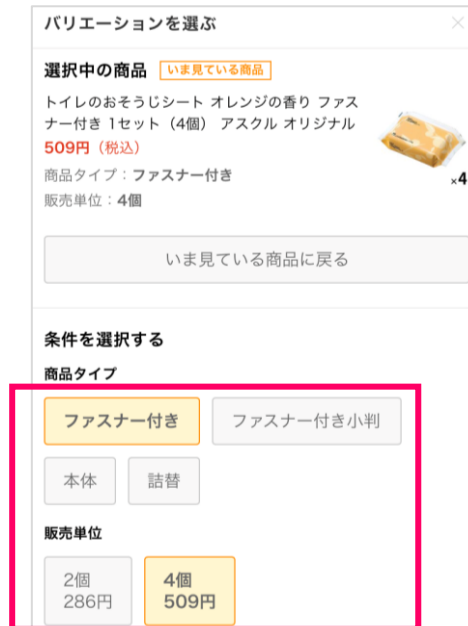 バリエーションを選ぶ ×
選択中の商品 いま見ている商品
トイレのおそうじシート オレンジの香り ファス
ナー付き 1セット（4個） アスクル オリジナル
509円（税込）
商品タイプ：ファスナー付き
×4
販売単位：4個
いま見ている商品に戻る
条件を選択する
商品タイプ
ファスナー付き ファスナー付き小判
本体 詰替
販売単位
2個 4個
286円 509円